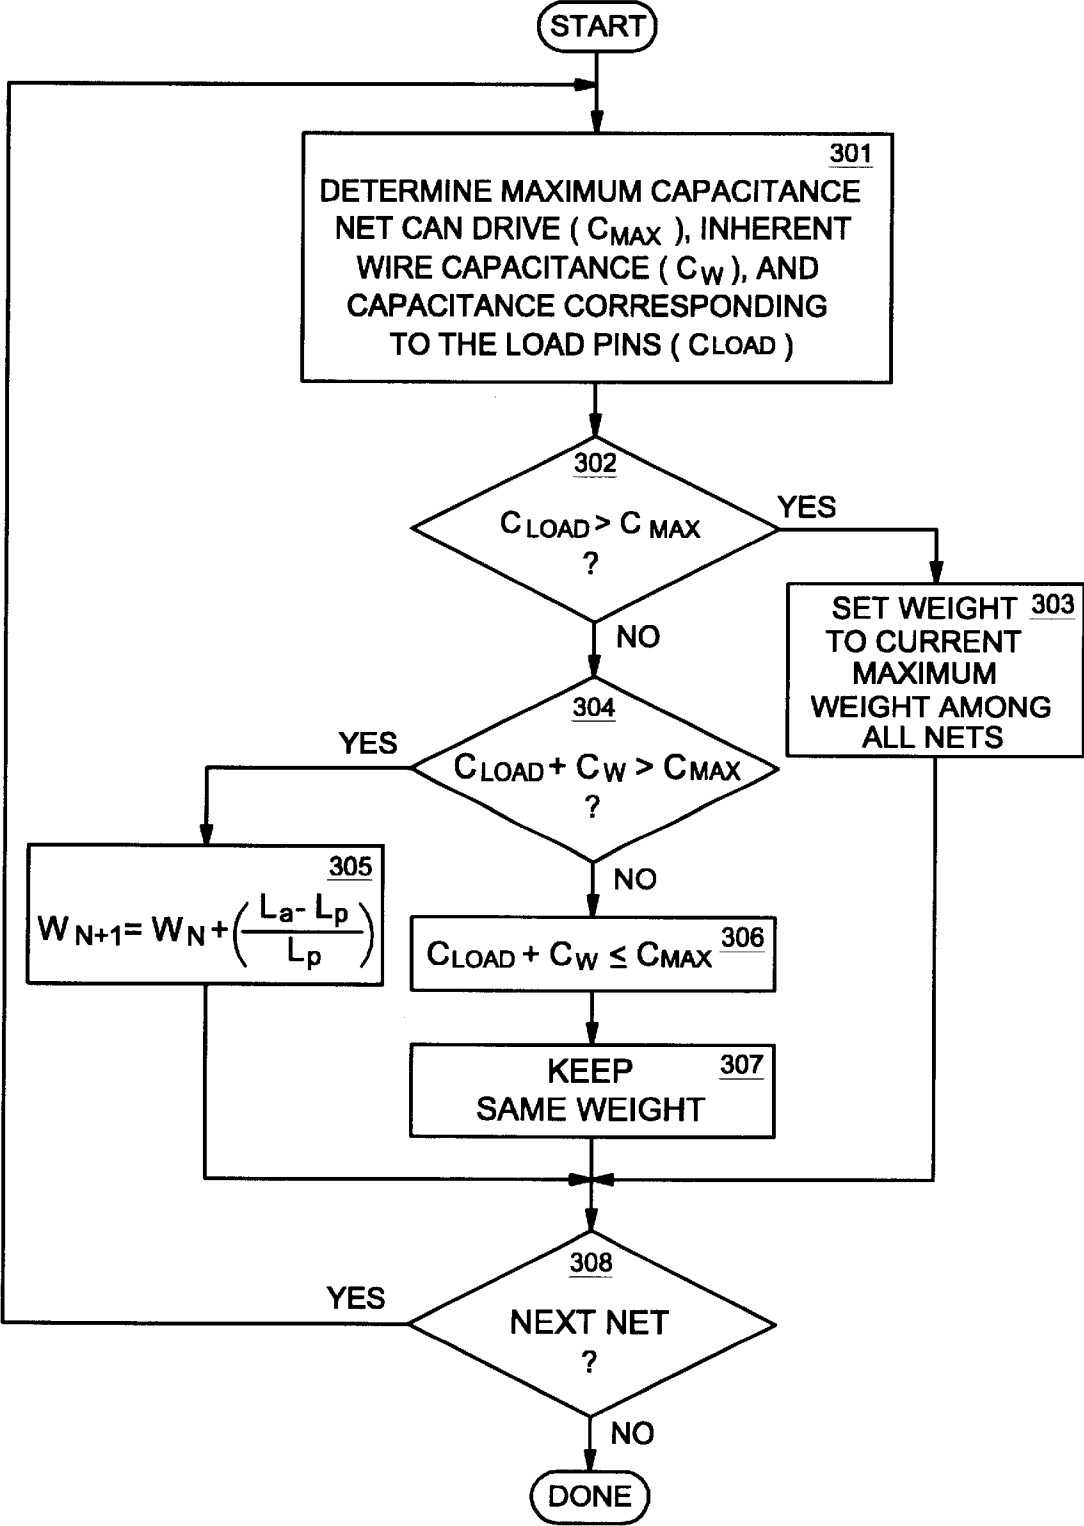 START
301
DETERMINE MAXIMUM CAPACITANCE
NET CAN DRIVE ( CMAX ), INHERENT
WIRE CAPACITANCE ( CW ), AND
CAPACITANCE CORRESPONDING
TO THE LOAD PINS ( CLOAD )
302
CLOAD > CMAX
?
YES
NO
SET WEIGHT 303
TO CURRENT
MAXIMUM
WEIGHT AMONG
ALL NETS
304
CLOAD + CW > CMAX
?
YES
NO
305
WN+1 = WN + ( La - Lp / Lp )
CLOAD + CW ≤ CMAX 306
KEEP 307
SAME WEIGHT
308
NEXT NET
?
YES
NO
DONE